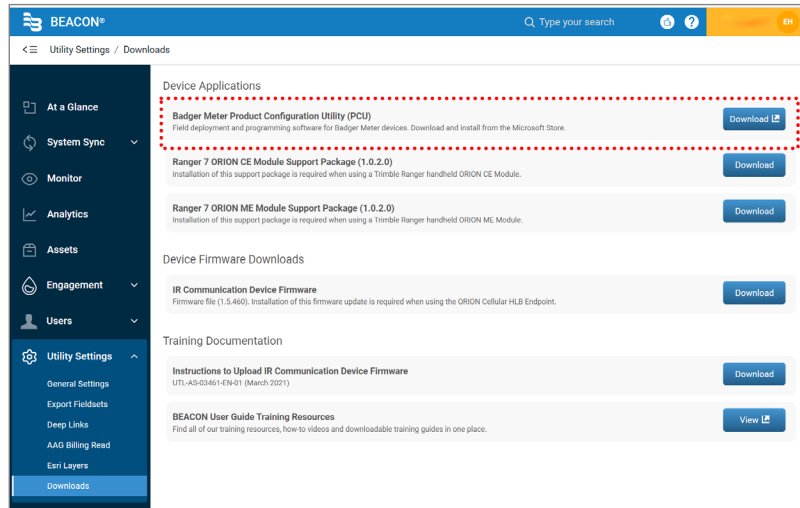 BEACON®
Type your search
EH
Utility Settings / Downloads
At a Glance
System Sync
Monitor
Analytics
Assets
Engagement
Users
Utility Settings
General Settings
Export Fieldsets
Deep Links
AAG Billing Read
Esri Layers
Downloads
Device Applications
Badger Meter Product Configuration Utility (PCU)
Field deployment and programming software for Badger Meter devices. Download and install from the Microsoft Store.
Download
Ranger 7 ORION CE Module Support Package (1.0.2.0)
Installation of this support package is required when using a Trimble Ranger handheld ORION CE Module.
Download
Ranger 7 ORION ME Module Support Package (1.0.2.0)
Installation of this support package is required when using a Trimble Ranger handheld ORION ME Module.
Download
Device Firmware Downloads
IR Communication Device Firmware
Firmware file (1.5.460). Installation of this firmware update is required when using the ORION Cellular HLB Endpoint.
Download
Training Documentation
Instructions to Upload IR Communication Device Firmware
UTL-AS-03461-EN-01 (March 2021)
Download
BEACON User Guide Training Resources
Find all of our training resources, how-to videos and downloadable training guides in one place.
View